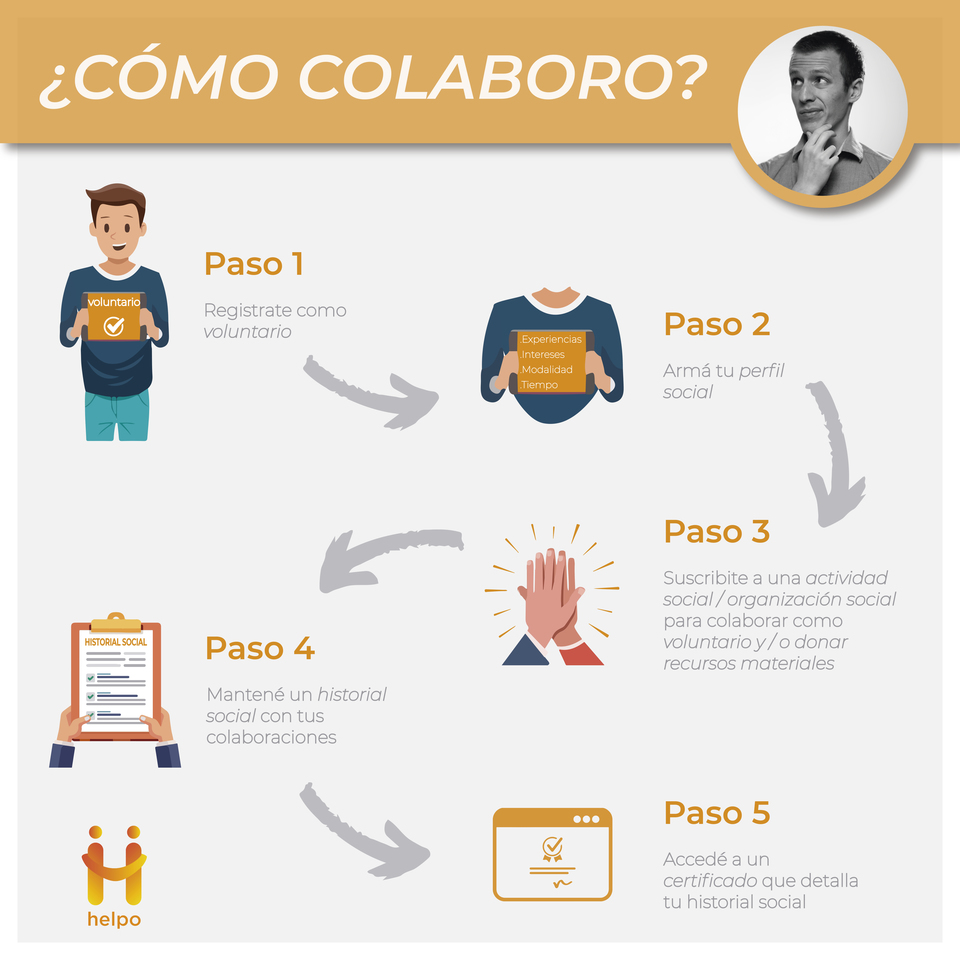 ¿CÓMO COLABORO?
voluntario
Paso 1
Registrate como
voluntario
.Experiencias
.Intereses
.Modalidad
.Tiempo
Paso 2
Armá tu perfil
social
Paso 3
Suscribite a una actividad
social / organización social
para colaborar como
voluntario y / o donar
recursos materiales
HISTORIAL SOCIAL
Paso 4
Mantené un historial
social con tus
colaboraciones
Paso 5
Accedé a un
certificado que detalla
tu historial social
helpo